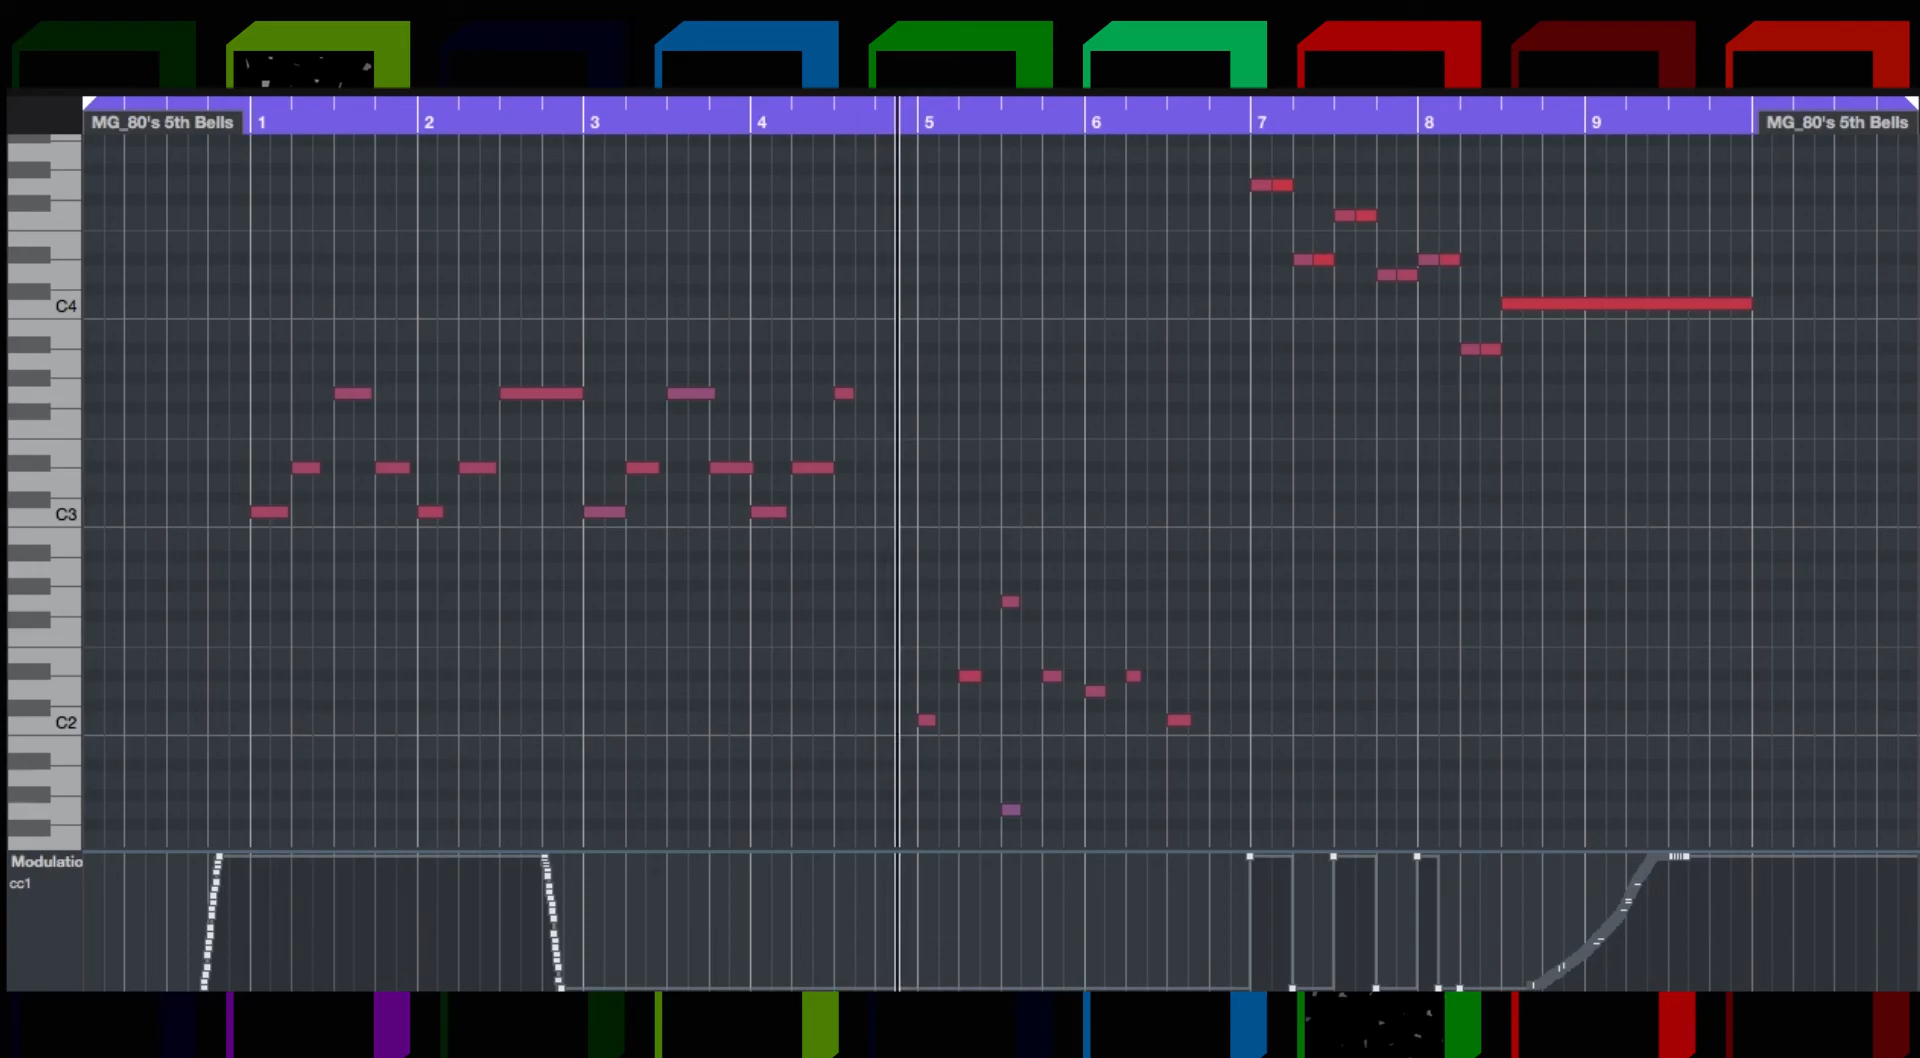 MG_80's 5th Bells 1 2 3 4 5 6 7 8 9 MG_80's 5th Bells
C4
C3
C2
Modulatio
cc1